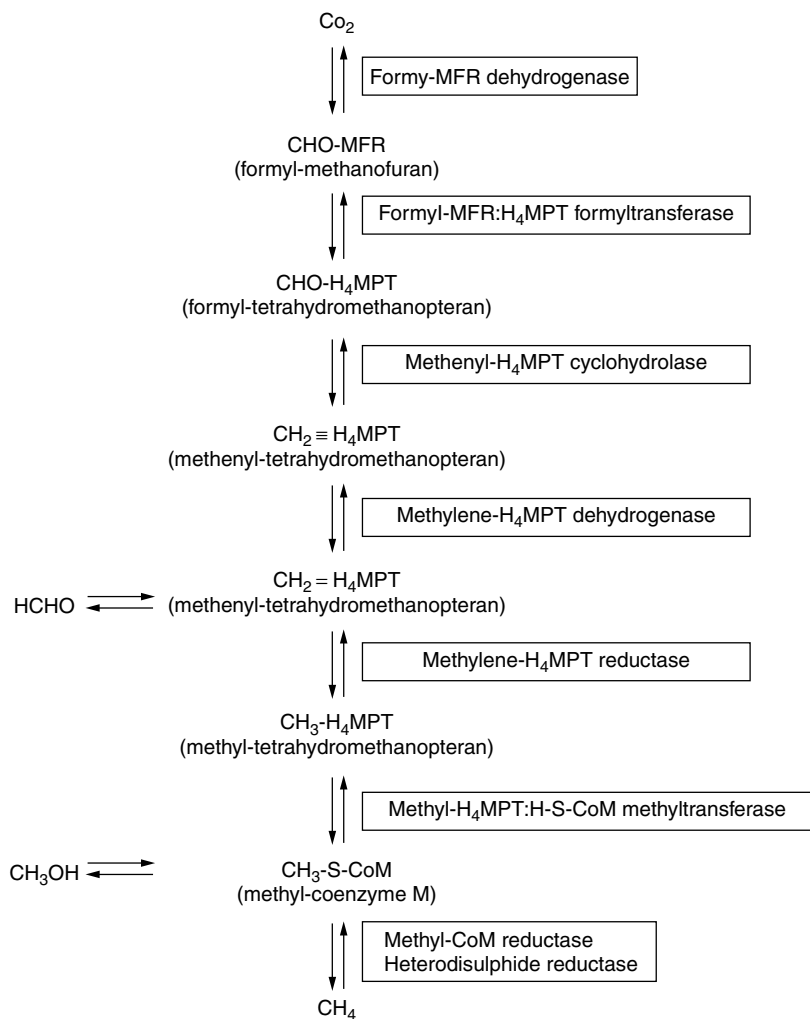 Co₂
Formy-MFR dehydrogenase
CHO-MFR
(formyl-methanofuran)
Formyl-MFR:H₄MPT formyltransferase
CHO-H₄MPT
(formyl-tetrahydromethanopteran)
Methenyl-H₄MPT cyclohydrolase
CH₂ ≡ H₄MPT
(methenyl-tetrahydromethanopteran)
Methylene-H₄MPT dehydrogenase
CH₂ = H₄MPT
HCHO
(methenyl-tetrahydromethanopteran)
Methylene-H₄MPT reductase
CH₃-H₄MPT
(methyl-tetrahydromethanopteran)
Methyl-H₄MPT:H-S-CoM methyltransferase
CH₃OH
CH₃-S-CoM
(methyl-coenzyme M)
Methyl-CoM reductase
Heterodisulphide reductase
CH₄